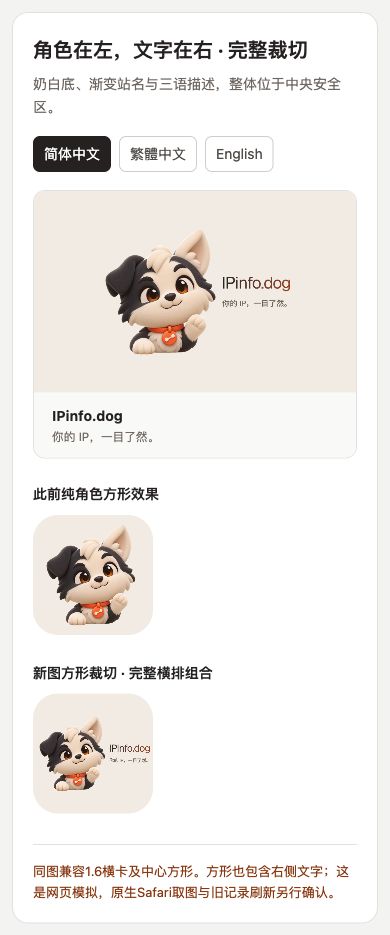 角色在左，文字在右 · 完整裁切
奶白底、渐变站名与三语描述，整体位于中央安全
区。
简体中文
繁體中文
English
IPinfo.dog
你的 IP，一目了然。
IPinfo.dog
你的 IP，一目了然。
此前纯角色方形效果
新图方形裁切 · 完整横排组合
IPinfo.dog
同图兼容1.6横卡及中心方形。方形也包含右侧文字；这
是网页模拟，原生Safari取图与旧记录刷新另行确认。